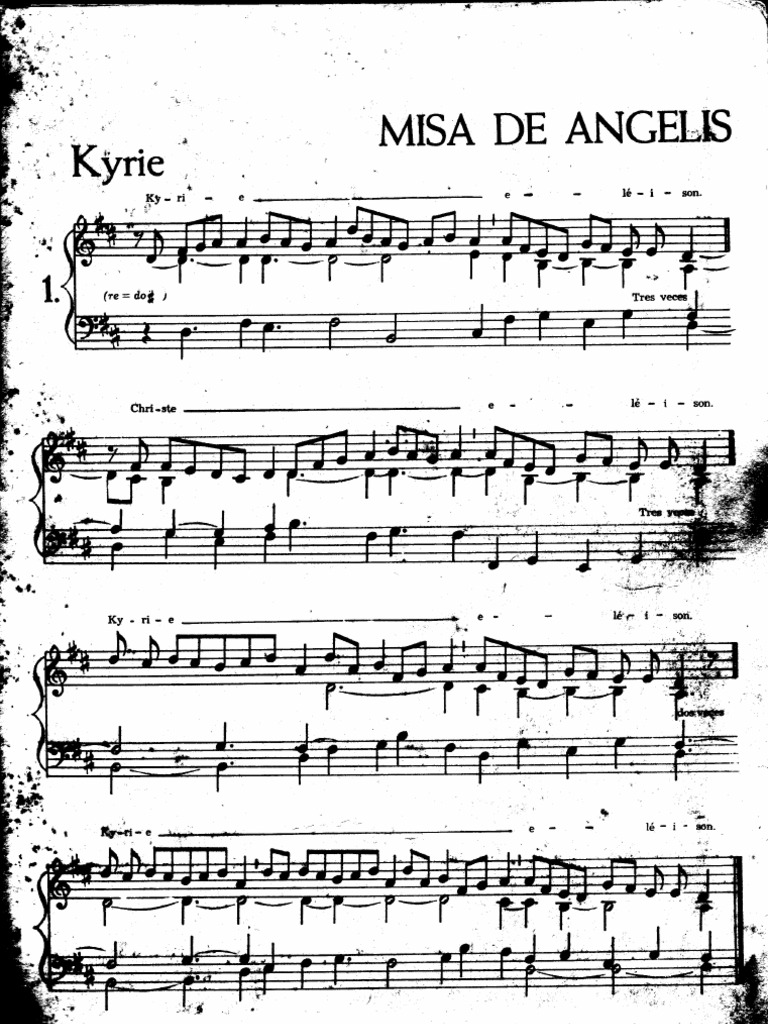 MISA DE ANGELIS
Kyrie
Ky - ri - e e - - lé - i - son.
1.
(re = do )
Tres veces
Chri - ste e - - lé - i - son.
Tres veces
Ky - ri - e e - - lé - i - son.
dos veces
Ky - ri - e e - - lé - i - son.